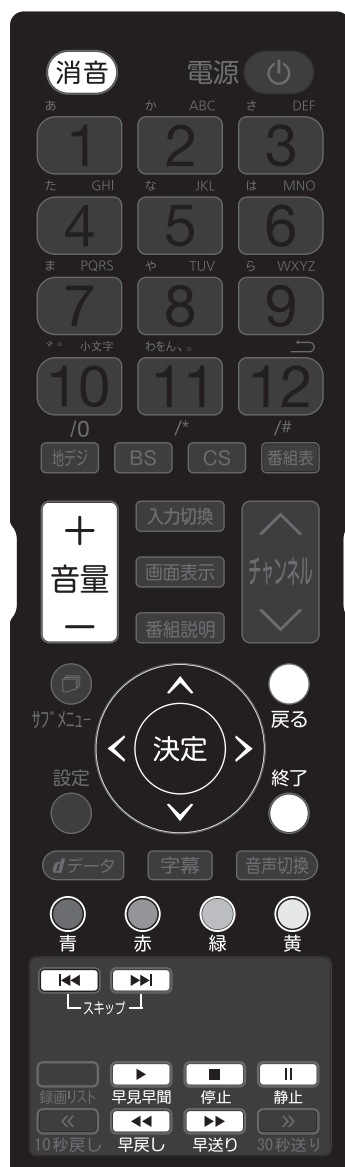 消音 電源
あ か ABC さ DEF
1 2 3
た GHI な JKL は MNO
4 5 6
ま PQRS や TUV ら WXYZ
7 8 9
゛゜ 小文字 わをん、。
10 11 12
/0 /* /#
地デジ BS CS 番組表
+ 入力切換
音量 画面表示 チャンネル
− 番組説明
サブメニュー 戻る
決定
設定 終了
dデータ 字幕 音声切換
青 赤 緑 黄
スキップ
録画リスト 早見早聞 停止 静止
10秒戻し 早戻し 早送り 30秒送り